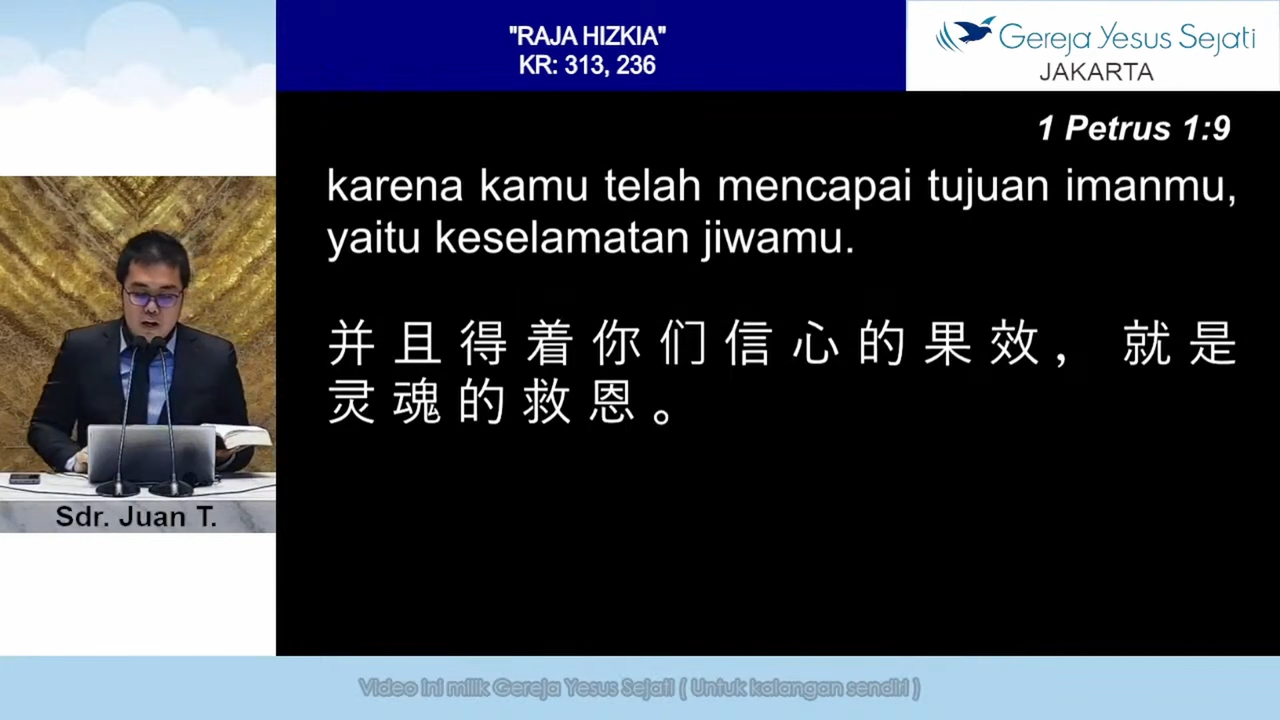 "RAJA HIZKIA"
KR: 313, 236
Gereja Yesus Sejati
JAKARTA
1 Petrus 1:9
karena kamu telah mencapai tujuan imanmu,
yaitu keselamatan jiwamu.
并且得着你们信心的果效，就是
灵魂的救恩。
Sdr. Juan T.
Video ini milik Gereja Yesus Sejati ( Untuk kalangan sendiri )